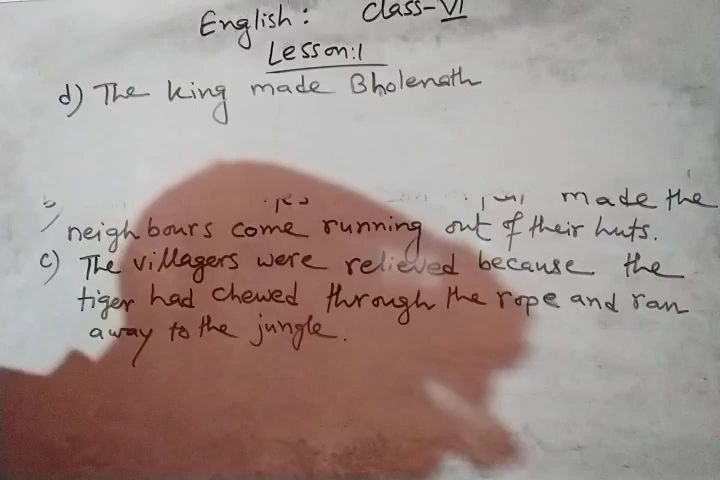 English: Class-VI
Lesson:1
d) The king made Bholenath
made the
neighbours come running out of their huts.
c) The villagers were relieved because the
tiger had chewed through the rope and ran
away to the jungle.